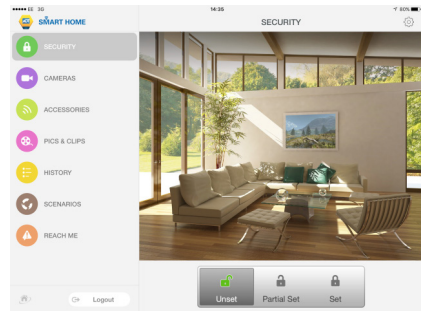 EE 3G
14:35
80%
SMART HOME
SECURITY
SECURITY
CAMERAS
ACCESSORIES
PICS & CLIPS
HISTORY
SCENARIOS
REACH ME
Logout
Unset
Partial Set
Set